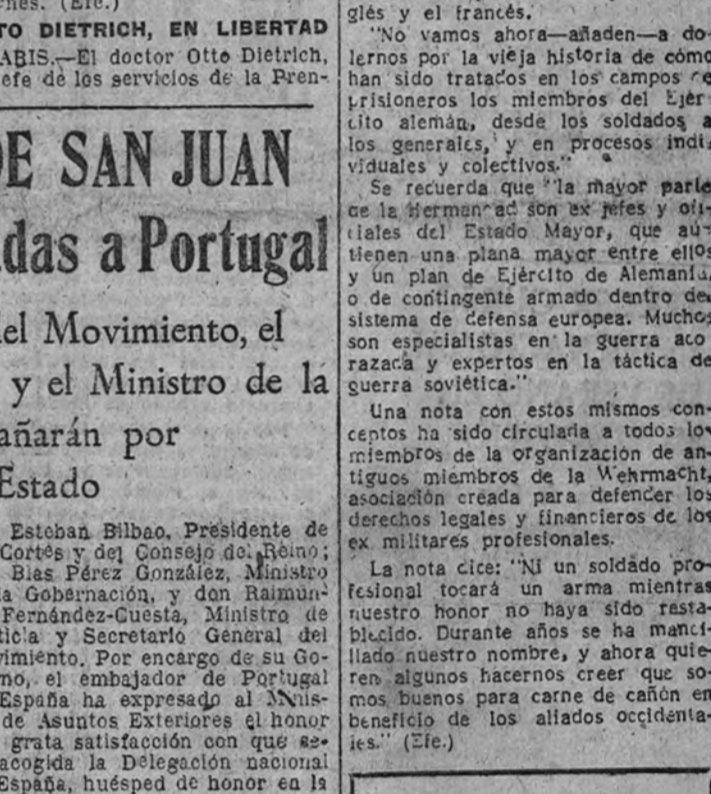 nes. (Efe.)
TO DIETRICH, EN LIBERTAD
ARIS.—El doctor Otto Dietrich,
efe de los servicios de la Pren-
DE SAN JUAN
das a Portugal
del Movimiento, el
y el Ministro de la
añarán por
Estado
Esteban Bilbao, Presidente de
Cortes y del Consejo del Reino;
Blas Pérez González, Ministro
la Gobernación, y don Raimun-
Fernández-Cuesta, Ministro de
ticia y Secretario General del
vimiento. Por encargo de su Go-
no, el embajador de Portugal
España ha expresado al Minis-
de Asuntos Exteriores el honor
grata satisfacción con que se-
acogida la Delegación nacional
España, huésped de honor en la
glés y el francés.
"No vamos ahora—añaden—a do-
lernos por la vieja historia de cómo
han sido tratados en los campos de
prisioneros los miembros del Ejér
cito alemán, desde los soldados a
los generales, y en procesos indi
viduales y colectivos."
Se recuerda que "la mayor parte
de la Hermandad son ex jefes y ofi-
ciales del Estado Mayor, que aú-
tienen una plana mayor entre ellos
y un plan de Ejército de Alemania,
o de contingente armado dentro del
sistema de defensa europea. Muchos
son especialistas en la guerra aco
razada y expertos en la táctica de
guerra soviética."
Una nota con estos mismos con-
ceptos ha sido circulada a todos los
miembros de la organización de an-
tiguos miembros de la Wehrmacht,
asociación creada para defender los
derechos legales y financieros de los
ex militares profesionales.
La nota dice: "Ni un soldado pro-
fesional tocará un arma mientras
nuestro honor no haya sido resta-
blecido. Durante años se ha manci-
llado nuestro nombre, y ahora quie-
ren algunos hacernos creer que so-
mos buenos para carne de cañón en
beneficio de los aliados occidenta-
les." (Efe.)